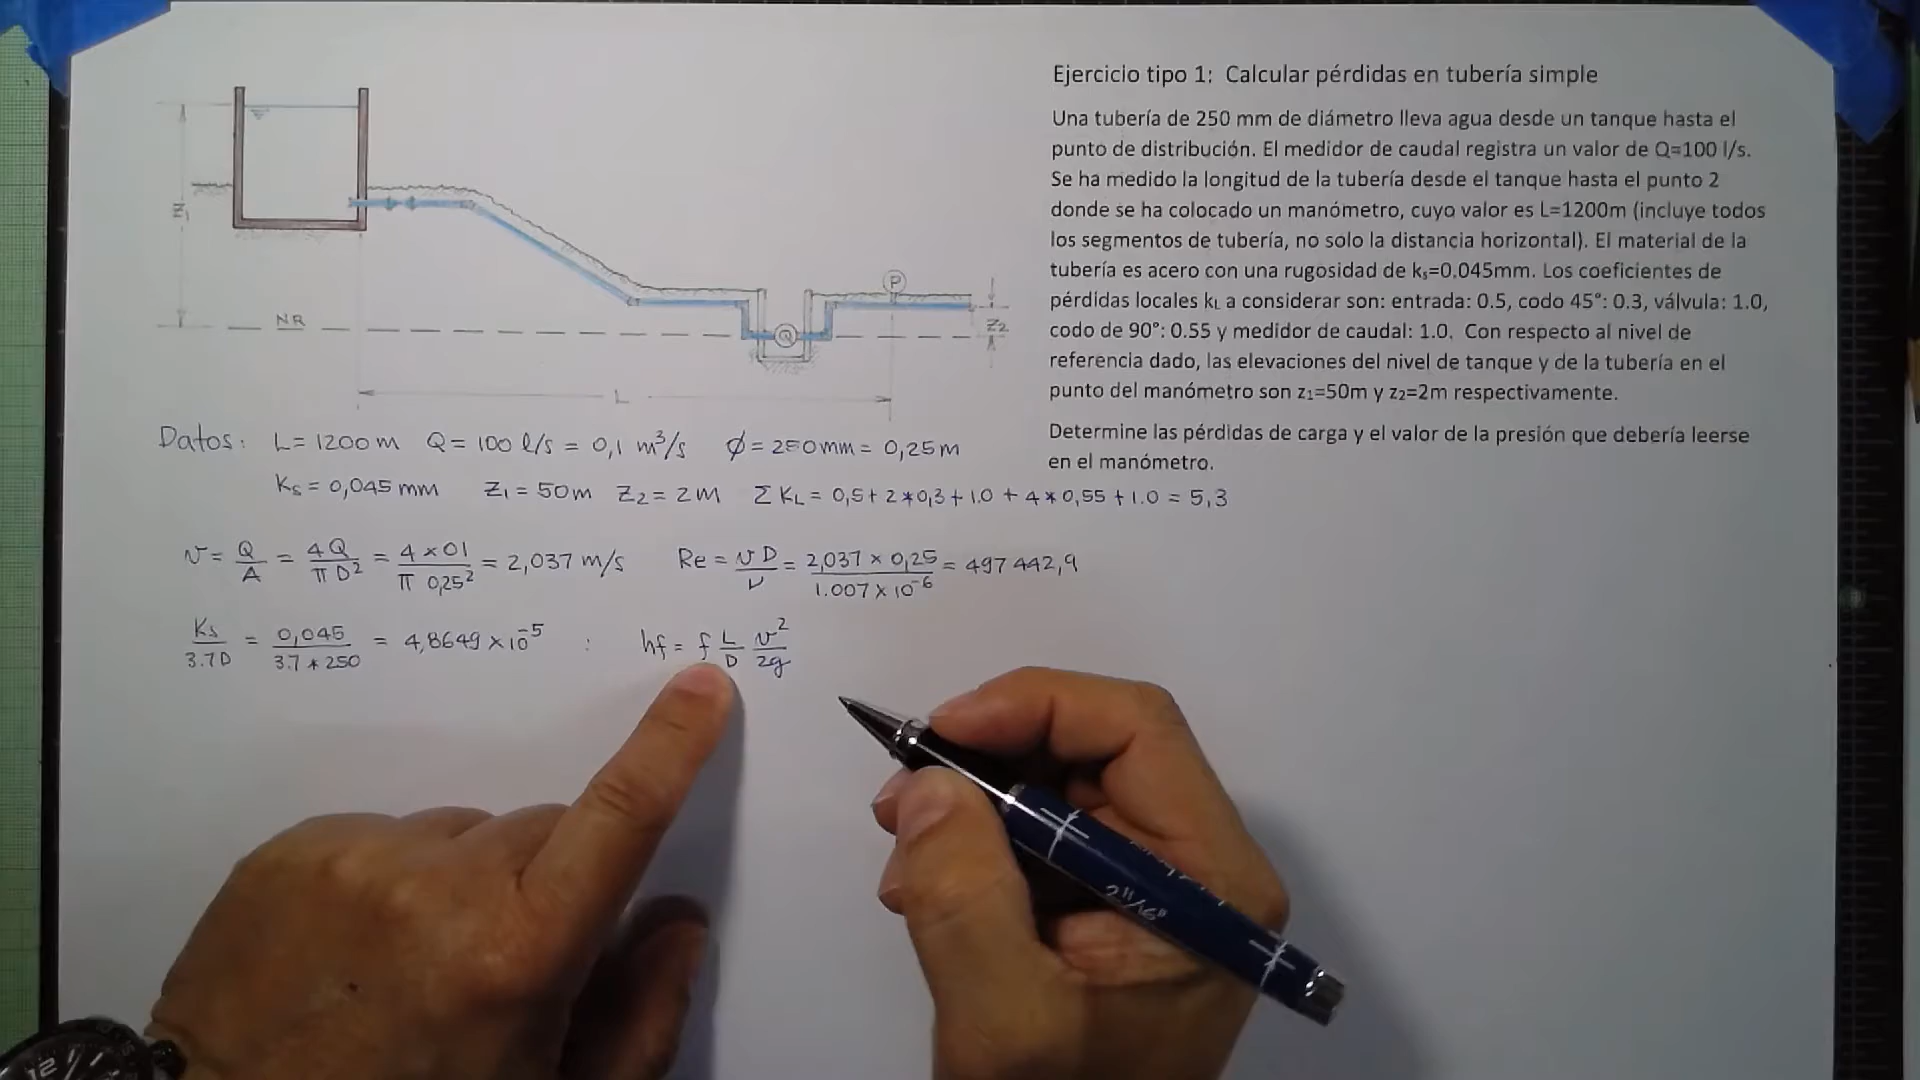 Ejercicio tipo 1: Calcular pérdidas en tubería simple
Una tubería de 250 mm de diámetro lleva agua desde un tanque hasta el
punto de distribución. El medidor de caudal registra un valor de Q=100 l/s.
Se ha medido la longitud de la tubería desde el tanque hasta el punto 2
donde se ha colocado un manómetro, cuyo valor es L=1200m (incluye todos
los segmentos de tubería, no solo la distancia horizontal). El material de la
tubería es acero con una rugosidad de ks=0.045mm. Los coeficientes de
pérdidas locales kL a considerar son: entrada: 0.5, codo 45°: 0.3, válvula: 1.0,
codo de 90°: 0.55 y medidor de caudal: 1.0. Con respecto al nivel de
referencia dado, las elevaciones del nivel de tanque y de la tubería en el
punto del manómetro son z1=50m y z2=2m respectivamente.
Determine las pérdidas de carga y el valor de la presión que debería leerse
en el manómetro.
Z1
NR
P
Q
Z2
L
Datos: L= 1200 m Q= 100 l/s = 0,1 m³/s Ø= 250mm= 0,25m
Ks = 0,045 mm Z1 = 50m Z2 = 2M Σ KL = 0,5+ 2*0,3+1.0 + 4*0,55+1.0 = 5,3
v = Q/A = 4Q/π D² = 4 × 01/π 0,25² = 2,037 m/s Re = v D/ν = 2,037 × 0,25/1.007×10⁻⁶ = 497 442,9
Ks/3.7D = 0,045/3.7*250 = 4,8649×10⁻⁵ : hf = f L/D v²/2g
2"/16"
12